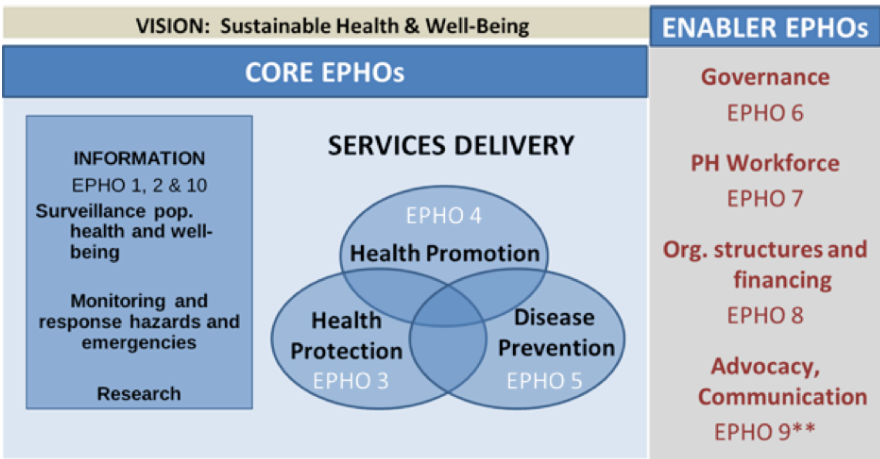 VISION: Sustainable Health & Well-Being
CORE EPHOs
INFORMATION
EPHO 1, 2 & 10
Surveillance pop.
health and well-
being
Monitoring and
response hazards and
emergencies
Research
SERVICES DELIVERY
EPHO 4
Health Promotion
Health
Protection
EPHO 3
Disease
Prevention
EPHO 5
ENABLER EPHOs
Governance
EPHO 6
PH Workforce
EPHO 7
Org. structures and
financing
EPHO 8
Advocacy,
Communication
EPHO 9**